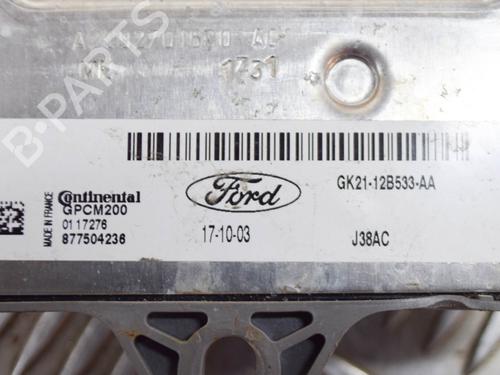 1731
B-PARTS
GK21-12B533-AA
Ford
MADE IN FRANCE
Continental
GPCM200
0117276
877504236
17-10-03
J38AC